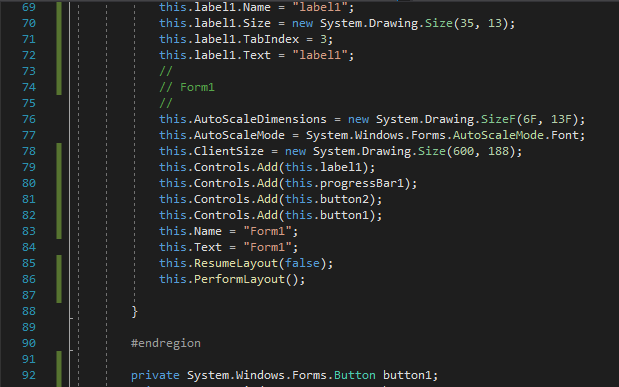 69 this.label1.Name = "label1";
70 this.label1.Size = new System.Drawing.Size(35, 13);
71 this.label1.TabIndex = 3;
72 this.label1.Text = "label1";
73 //
74 // Form1
75 //
76 this.AutoScaleDimensions = new System.Drawing.SizeF(6F, 13F);
77 this.AutoScaleMode = System.Windows.Forms.AutoScaleMode.Font;
78 this.ClientSize = new System.Drawing.Size(600, 188);
79 this.Controls.Add(this.label1);
80 this.Controls.Add(this.progressBar1);
81 this.Controls.Add(this.button2);
82 this.Controls.Add(this.button1);
83 this.Name = "Form1";
84 this.Text = "Form1";
85 this.ResumeLayout(false);
86 this.PerformLayout();
87
88 }
89
90 #endregion
91
92 private System.Windows.Forms.Button button1;